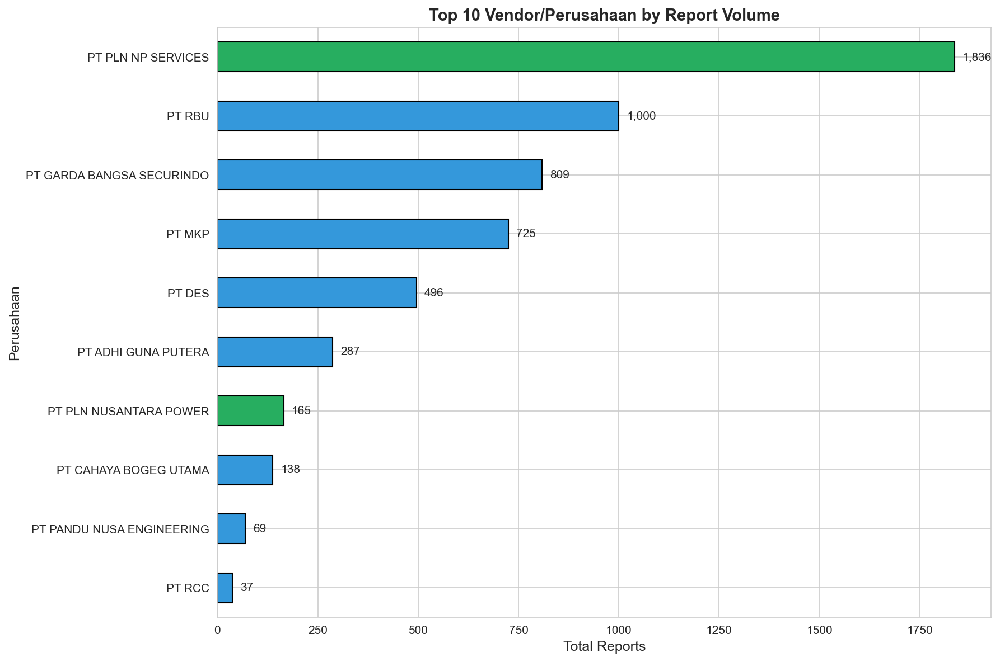 Top 10 Vendor/Perusahaan by Report Volume
PT PLN NP SERVICES 1,836
PT RBU 1,000
PT GARDA BANGSA SECURINDO 809
PT MKP 725
PT DES 496
PT ADHI GUNA PUTERA 287
PT PLN NUSANTARA POWER 165
PT CAHAYA BOGEG UTAMA 138
PT PANDU NUSA ENGINEERING 69
PT RCC 37
Perusahaan
0 250 500 750 1000 1250 1500 1750
Total Reports